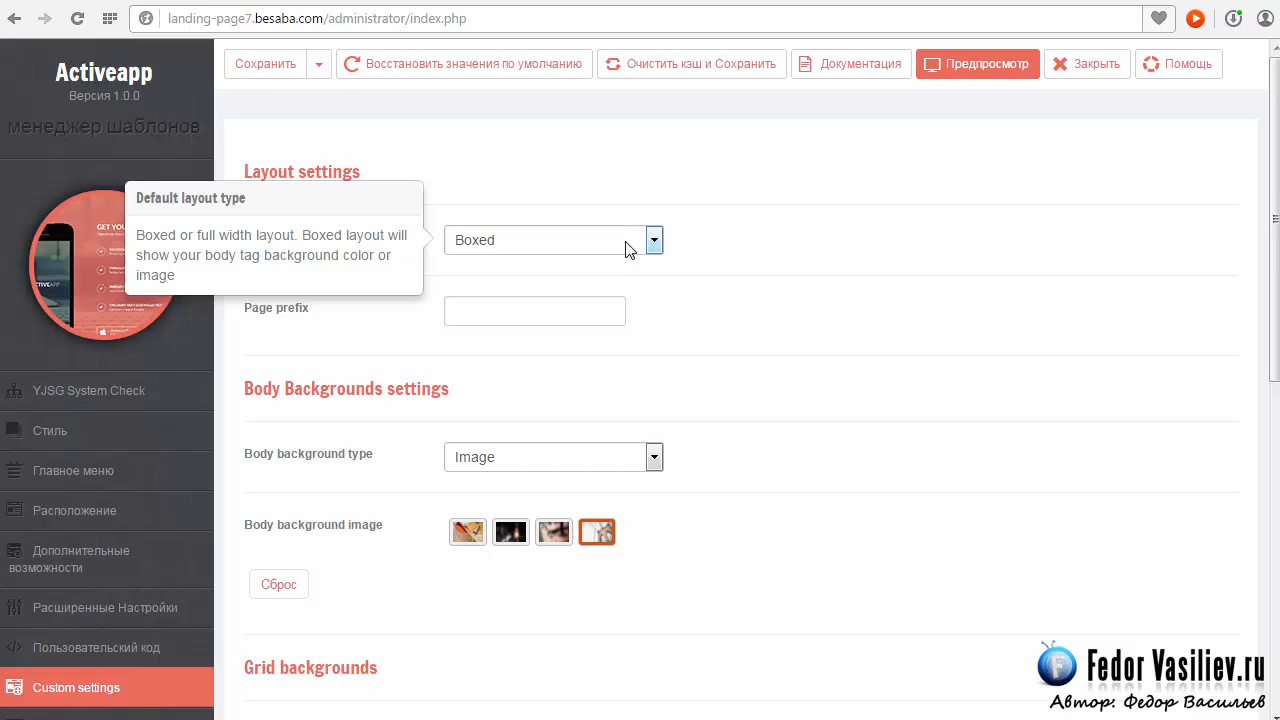 landing-page7.besaba.com/administrator/index.php
Activeapp
Версия 1.0.0
менеджер шаблонов
Сохранить
Восстановить значения по умолчанию
Очистить кэш и Сохранить
Документация
Предпросмотр
Закрыть
Помощь
Layout settings
Default layout type
Boxed or full width layout. Boxed layout will
show your body tag background color or
image
Boxed
GET YOU
CTIVEAPP
Page prefix
Body Backgrounds settings
Body background type
Image
Body background image
Сброс
Grid backgrounds
YJSG System Check
Стиль
Главное меню
Расположение
Дополнительные
возможности
Расширенные Настройки
Пользовательский код
Custom settings
Fedor Vasiliev.ru
Автор: Федор Васильев